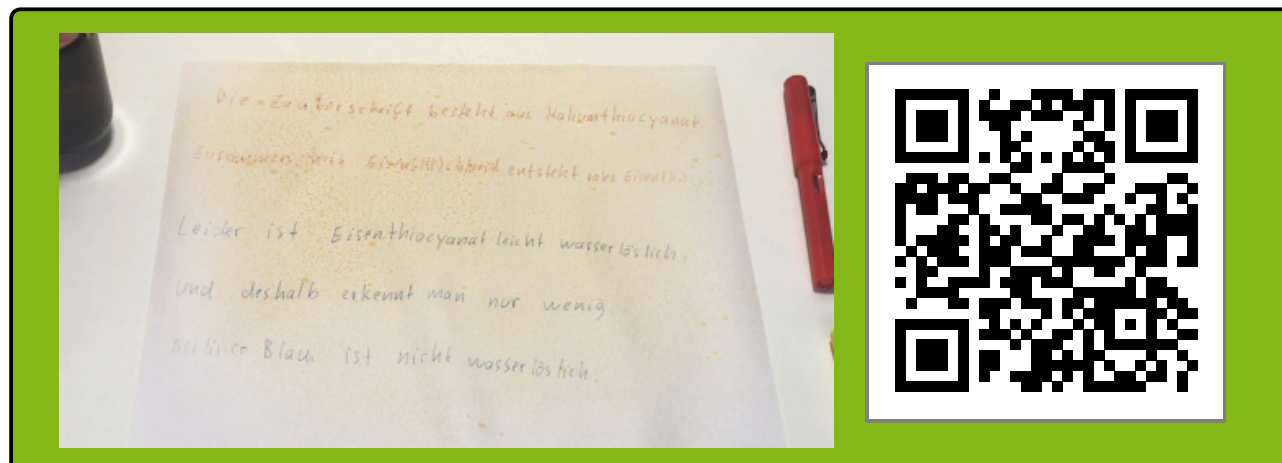 Die Zauberschrift besteht aus Kaliumthiocyanat.
Zusammen mit Eisen(III)-chlorid entsteht
Leider ist Eisenthiocyanat leicht wasserlöslich,
und deshalb erkennt man nur wenig
Berliner Blau ist nicht wasserlöslich.